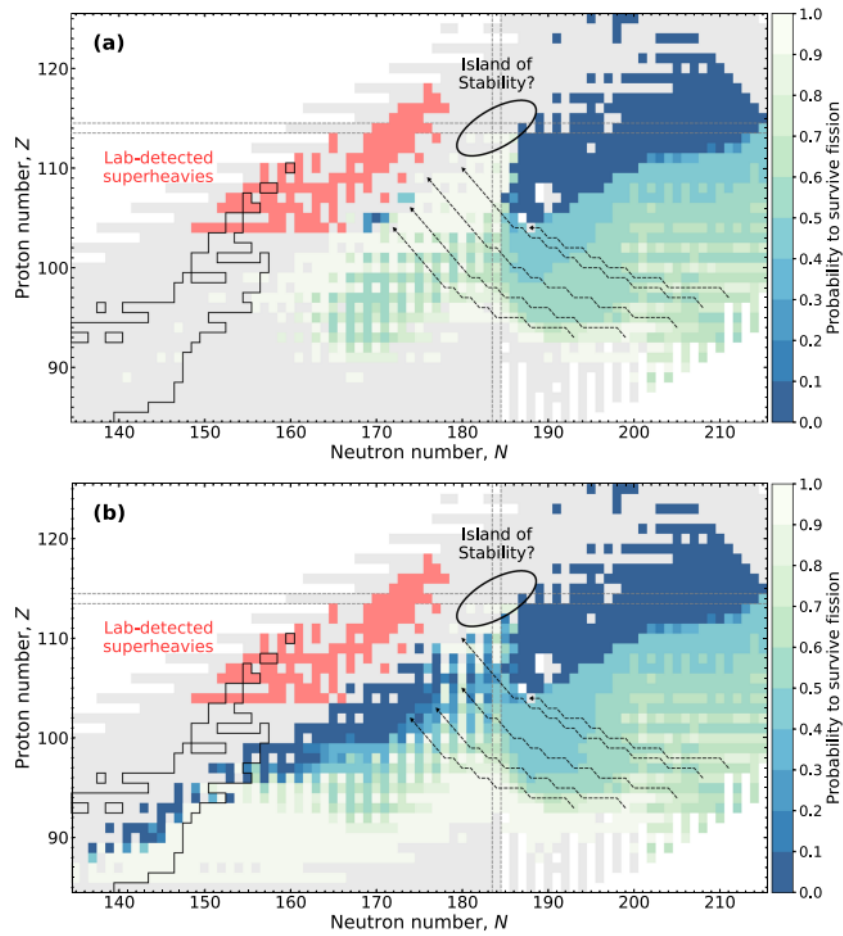 (a)
Island of
Stability?
Lab-detected
superheavies
120
110
100
90
Proton number, Z
140 150 160 170 180 190 200 210
Neutron number, N
1.0
0.9
0.8
0.7
0.6
0.5
0.4
0.3
0.2
0.1
0.0
Probability to survive fission
(b)
Island of
Stability?
Lab-detected
superheavies
120
110
100
90
Proton number, Z
140 150 160 170 180 190 200 210
Neutron number, N
1.0
0.9
0.8
0.7
0.6
0.5
0.4
0.3
0.2
0.1
0.0
Probability to survive fission